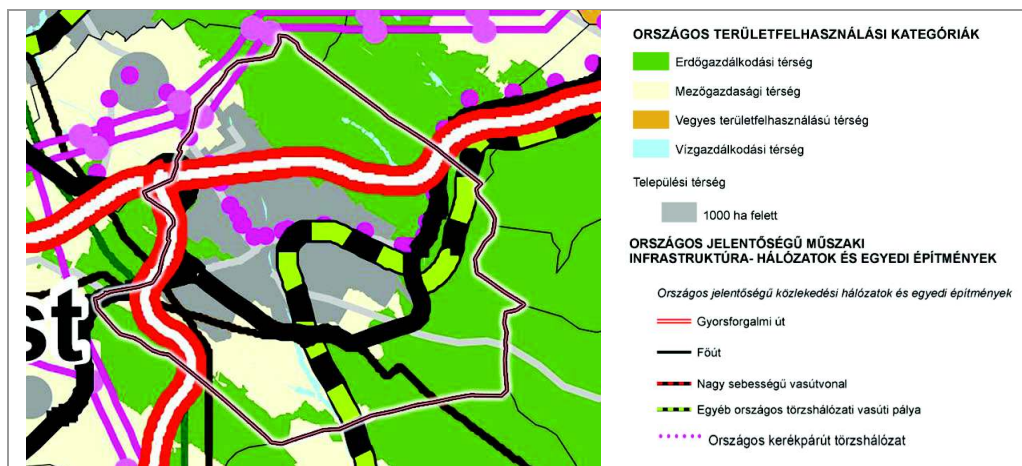 st
ORSZÁGOS TERÜLETFELHASZNÁLÁSI KATEGÓRIÁK
Erdőgazdálkodási térség
Mezőgazdasági térség
Vegyes területfelhasználású térség
Vízgazdálkodási térség
Települési térség
1000 ha felett
ORSZÁGOS JELENTŐSÉGŰ MŰSZAKI
INFRASTRUKTÚRA- HÁLÓZATOK ÉS EGYEDI ÉPÍTMÉNYEK
Országos jelentőségű közlekedési hálózatok és egyedi építmények
Gyorsforgalmi út
Főút
Nagy sebességű vasútvonal
Egyéb országos törzshálózati vasúti pálya
Országos kerékpárút törzshálózat